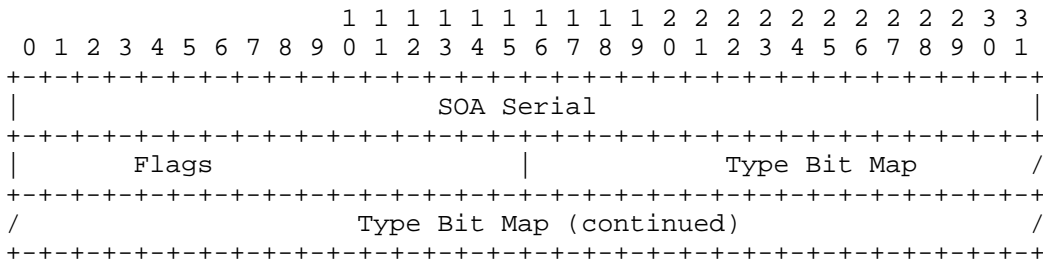 1 1 1 1 1 1 1 1 1 1 2 2 2 2 2 2 2 2 2 2 3 3
 0 1 2 3 4 5 6 7 8 9 0 1 2 3 4 5 6 7 8 9 0 1 2 3 4 5 6 7 8 9 0 1
+-+-+-+-+-+-+-+-+-+-+-+-+-+-+-+-+-+-+-+-+-+-+-+-+-+-+-+-+-+-+-+-+
|                          SOA Serial                           |
+-+-+-+-+-+-+-+-+-+-+-+-+-+-+-+-+-+-+-+-+-+-+-+-+-+-+-+-+-+-+-+-+
|       Flags                   |            Type Bit Map       /
+-+-+-+-+-+-+-+-+-+-+-+-+-+-+-+-+-+-+-+-+-+-+-+-+-+-+-+-+-+-+-+-+
/                     Type Bit Map (continued)                  /
+-+-+-+-+-+-+-+-+-+-+-+-+-+-+-+-+-+-+-+-+-+-+-+-+-+-+-+-+-+-+-+-+